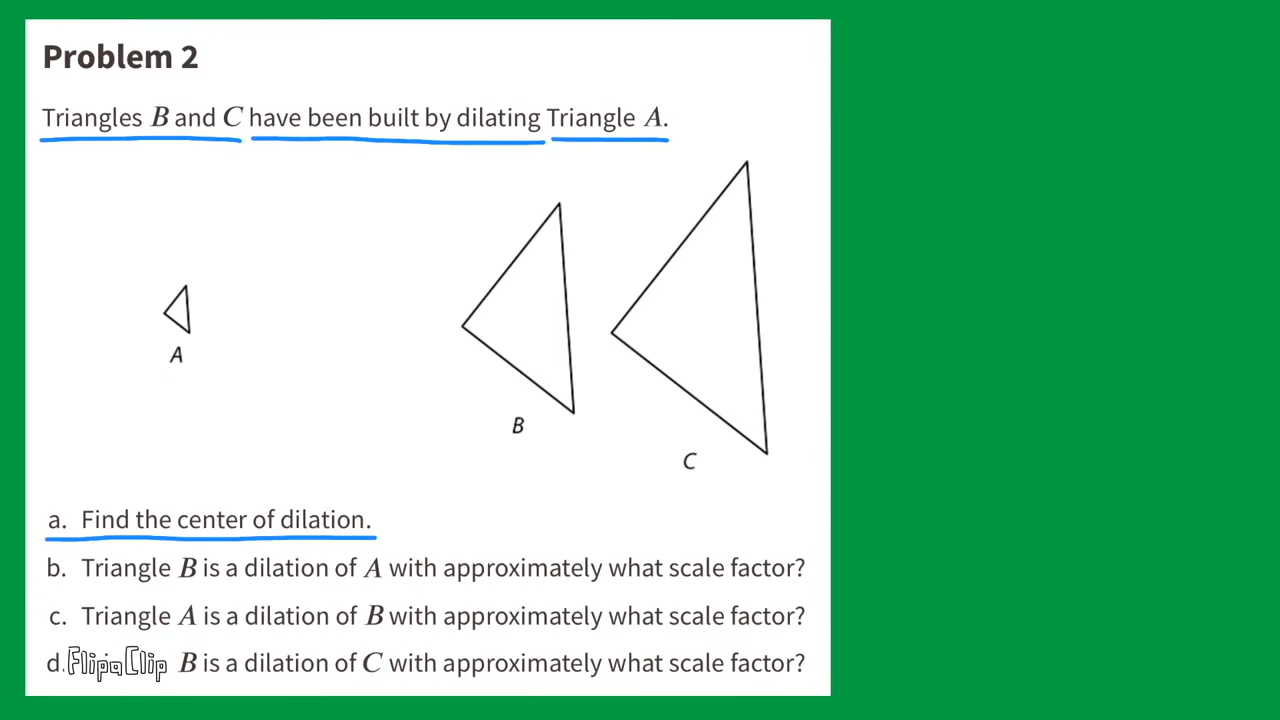 Problem 2
Triangles B and C have been built by dilating Triangle A.
A
B
C
a. Find the center of dilation.
b. Triangle B is a dilation of A with approximately what scale factor?
c. Triangle A is a dilation of B with approximately what scale factor?
d. FlipaClip B is a dilation of C with approximately what scale factor?